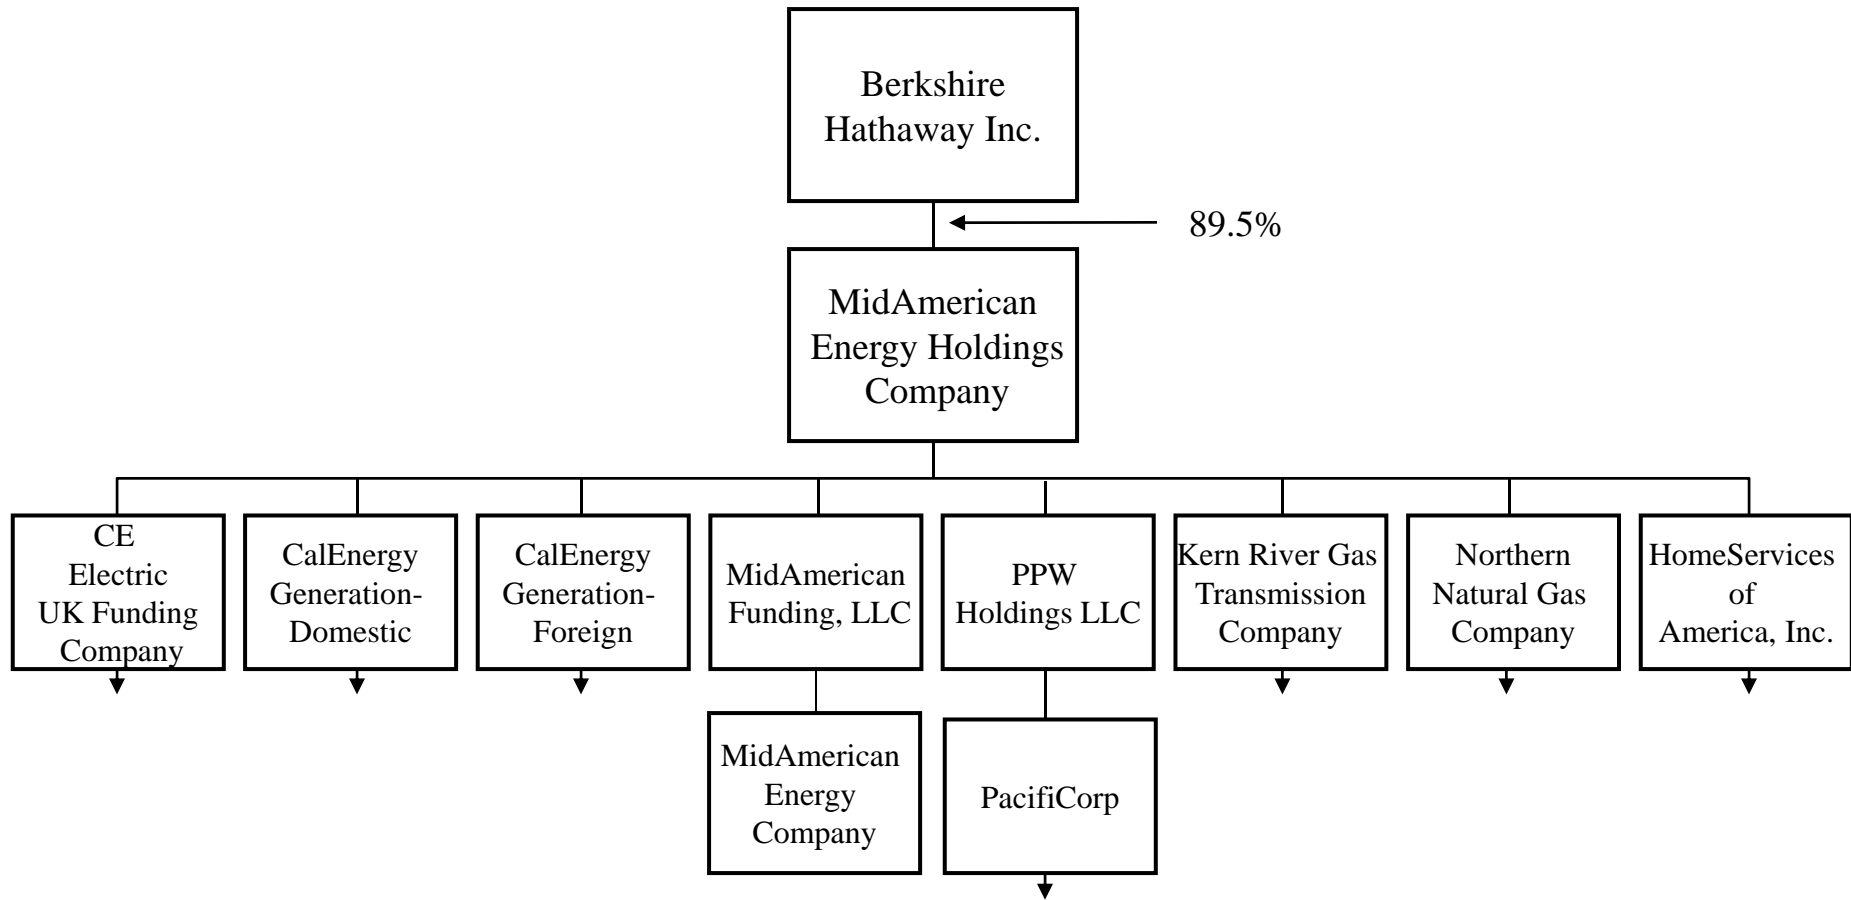 Berkshire
Hathaway Inc.
89.5%
MidAmerican
Energy Holdings
Company
CE
Electric
UK Funding
Company
CalEnergy
Generation-
Domestic
CalEnergy
Generation-
Foreign
MidAmerican
Funding, LLC
PPW
Holdings LLC
Kern River Gas
Transmission
Company
Northern
Natural Gas
Company
HomeServices
of
America, Inc.
MidAmerican
Energy
Company
PacifiCorp